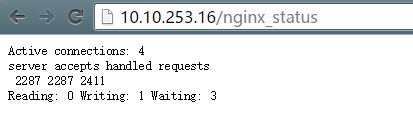 10.10.253.16/nginx_status
Active connections: 4
server accepts handled requests
2287 2287 2411
Reading: 0 Writing: 1 Waiting: 3